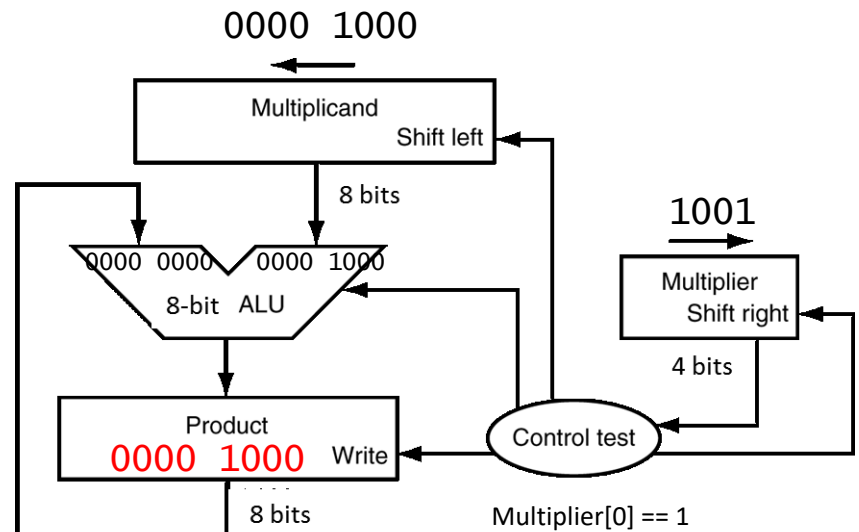 0000 1000
Multiplicand
Shift left
8 bits
1001
0000 0000 0000 1000
Multiplier
Shift right
8-bit ALU
4 bits
Product
0000 1000 Write
Control test
8 bits
Multiplier[0] == 1